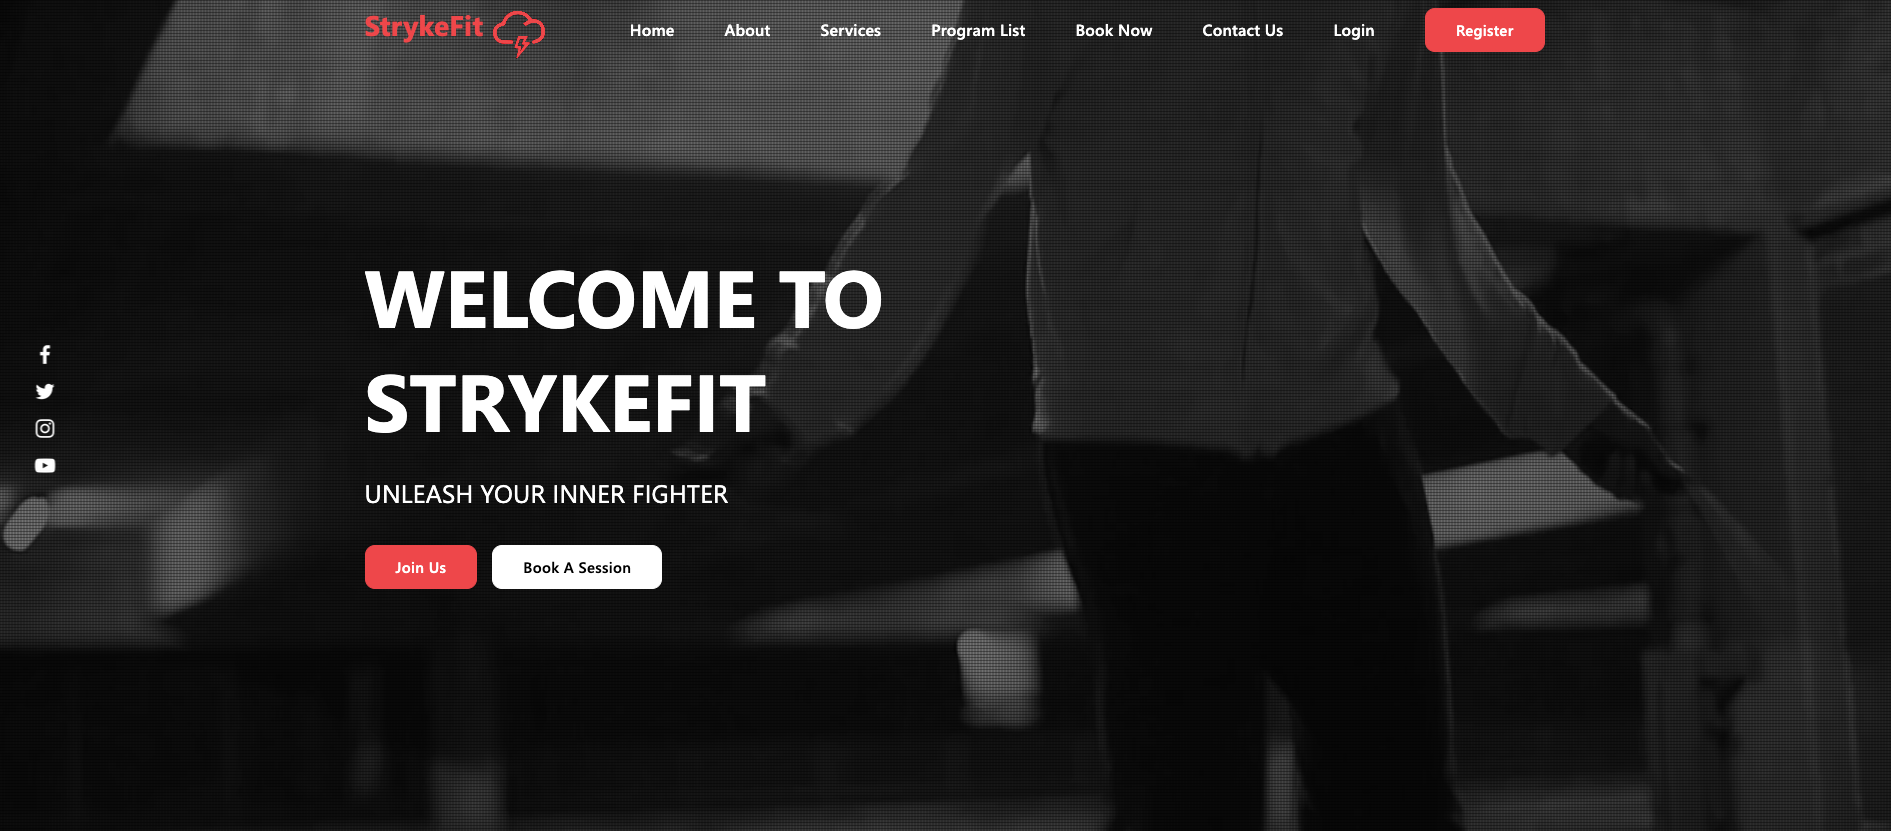 StrykeFit
Home About Services Program List Book Now Contact Us Login Register
WELCOME TO
STRYKEFIT
UNLEASH YOUR INNER FIGHTER
Join Us Book A Session